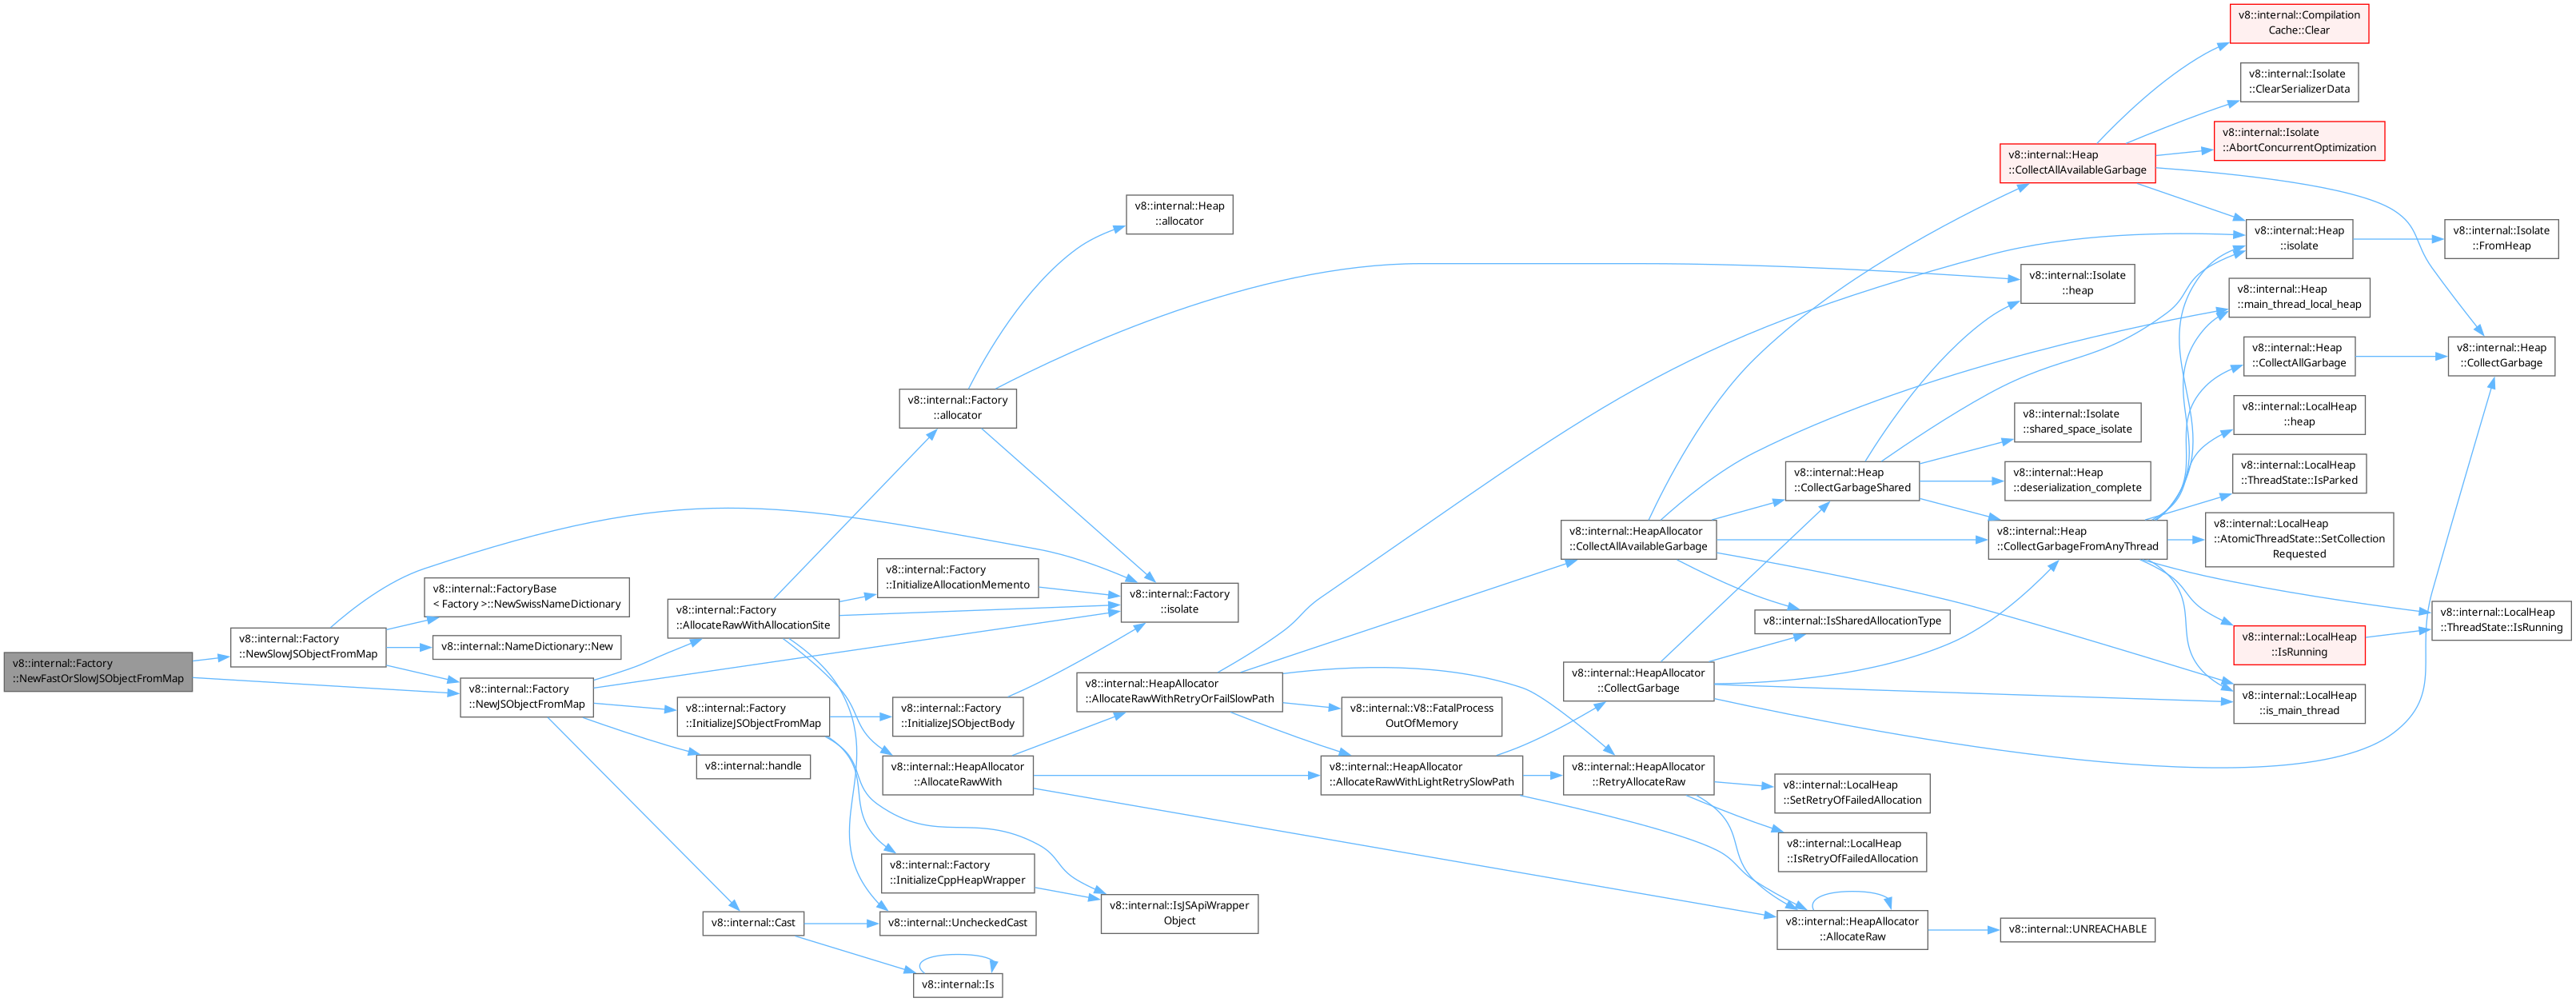 v8::internal::Factory
::NewFastOrSlowJSObjectFromMap
v8::internal::Factory
::NewSlowJSObjectFromMap
v8::internal::FactoryBase
< Factory >::NewSwissNameDictionary
v8::internal::NameDictionary::New
v8::internal::Factory
::NewJSObjectFromMap
v8::internal::Factory
::AllocateRawWithAllocationSite
v8::internal::Factory
::InitializeJSObjectFromMap
v8::internal::handle
v8::internal::Cast
v8::internal::Factory
::allocator
v8::internal::Factory
::InitializeAllocationMemento
v8::internal::Factory
::InitializeJSObjectBody
v8::internal::HeapAllocator
::AllocateRawWith
v8::internal::Factory
::InitializeCppHeapWrapper
v8::internal::UncheckedCast
v8::internal::Is
v8::internal::Heap
::allocator
v8::internal::Factory
::isolate
v8::internal::HeapAllocator
::AllocateRawWithRetryOrFailSlowPath
v8::internal::IsJSApiWrapper
Object
v8::internal::V8::FatalProcess
OutOfMemory
v8::internal::HeapAllocator
::AllocateRawWithLightRetrySlowPath
v8::internal::HeapAllocator
::CollectAllAvailableGarbage
v8::internal::HeapAllocator
::CollectGarbage
v8::internal::HeapAllocator
::RetryAllocateRaw
v8::internal::Heap
::CollectGarbageShared
v8::internal::IsSharedAllocationType
v8::internal::LocalHeap
::SetRetryOfFailedAllocation
v8::internal::LocalHeap
::IsRetryOfFailedAllocation
v8::internal::HeapAllocator
::AllocateRaw
v8::internal::Heap
::CollectAllAvailableGarbage
v8::internal::Isolate
::heap
v8::internal::Isolate
::shared_space_isolate
v8::internal::Heap
::deserialization_complete
v8::internal::Heap
::CollectGarbageFromAnyThread
v8::internal::UNREACHABLE
v8::internal::Compilation
Cache::Clear
v8::internal::Isolate
::ClearSerializerData
v8::internal::Isolate
::AbortConcurrentOptimization
v8::internal::Heap
::isolate
v8::internal::Heap
::main_thread_local_heap
v8::internal::Heap
::CollectAllGarbage
v8::internal::LocalHeap
::heap
v8::internal::LocalHeap
::ThreadState::IsParked
v8::internal::LocalHeap
::AtomicThreadState::SetCollection
Requested
v8::internal::LocalHeap
::IsRunning
v8::internal::LocalHeap
::is_main_thread
v8::internal::Isolate
::FromHeap
v8::internal::Heap
::CollectGarbage
v8::internal::LocalHeap
::ThreadState::IsRunning